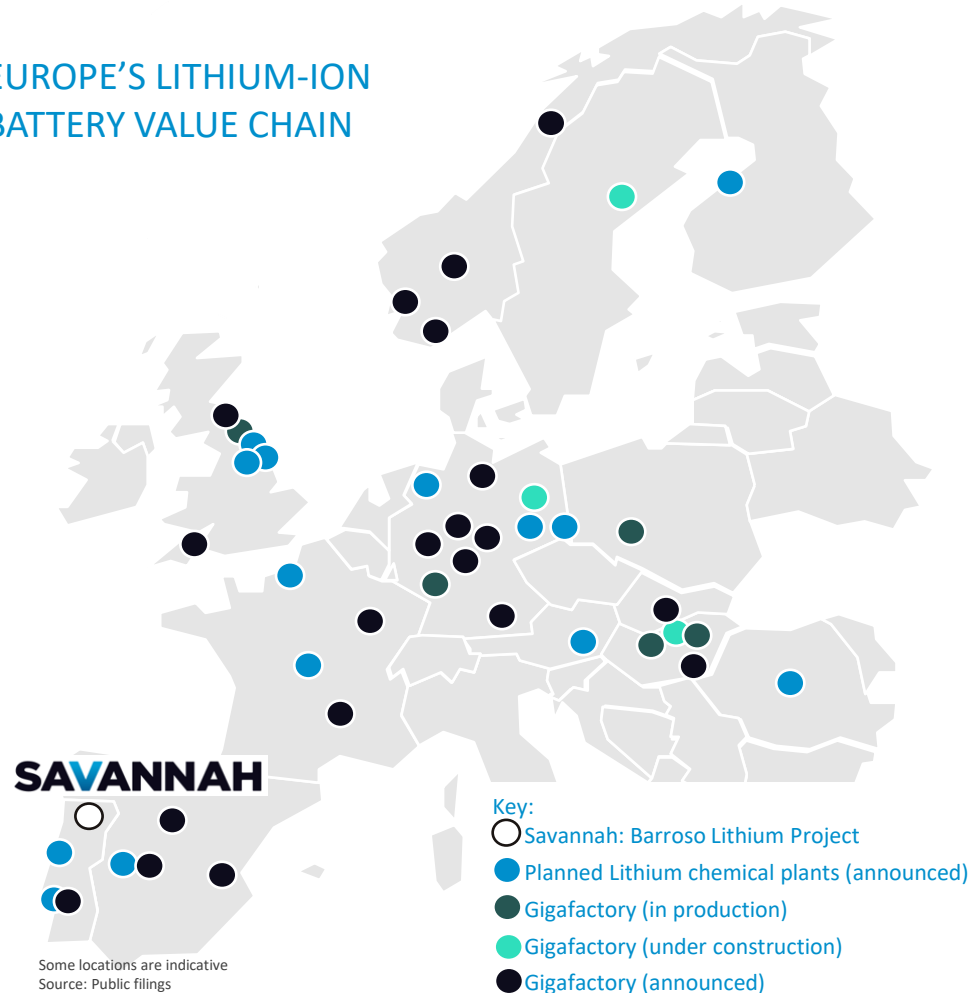 EUROPE'S LITHIUM-ION
BATTERY VALUE CHAIN
SAVANNAH
Key:
Savannah: Barroso Lithium Project
Planned Lithium chemical plants (announced)
Gigafactory (in production)
Gigafactory (under construction)
Gigafactory (announced)
Some locations are indicative
Source: Public filings